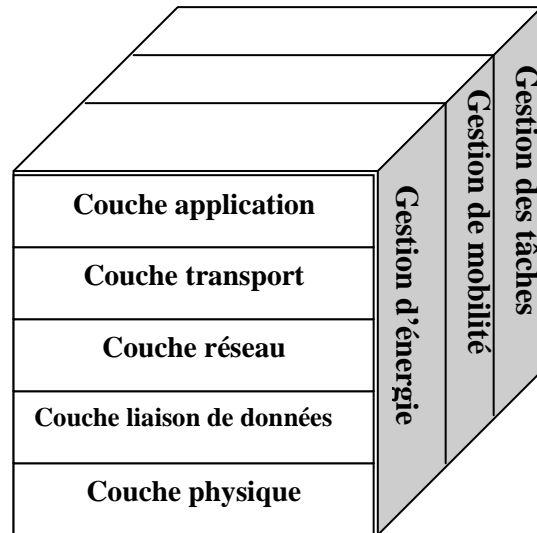 Couche application
Couche transport
Couche réseau
Couche liaison de données
Couche physique
Gestion d'énergie
Gestion de mobilité
Gestion des tâches